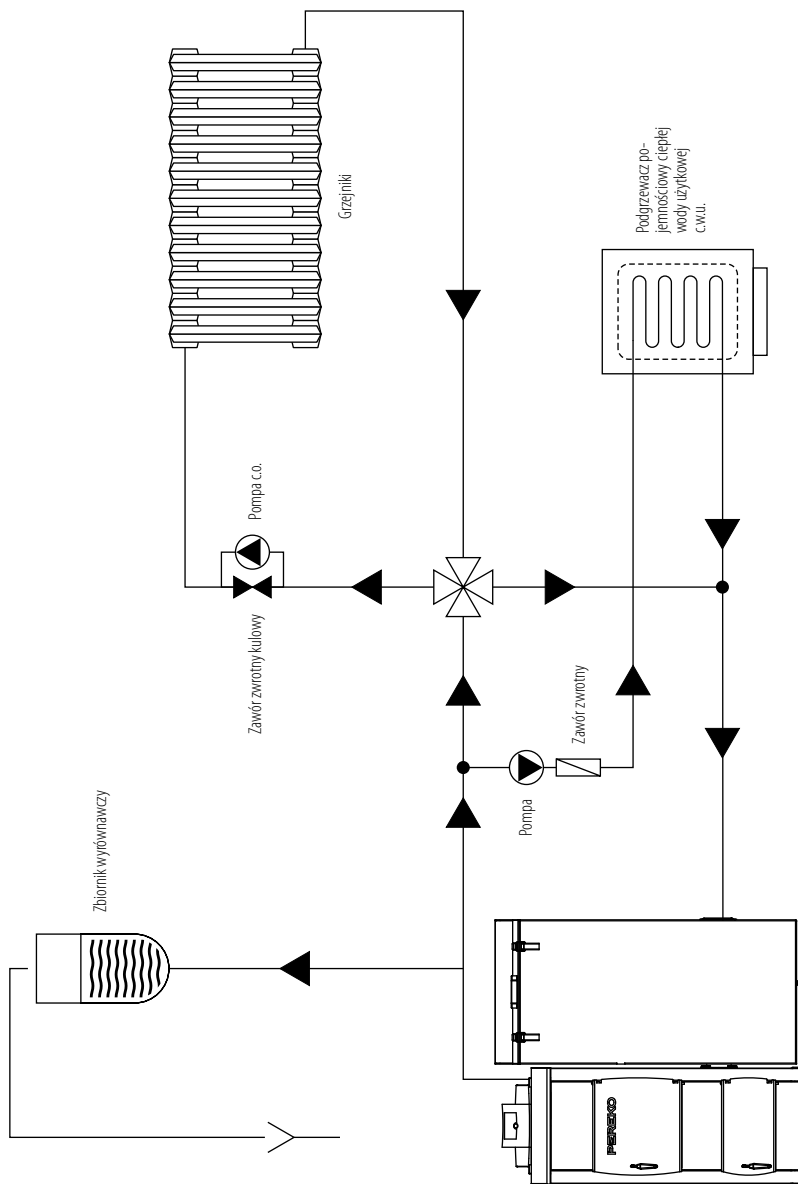 Zbiornik wyrównawczy
Zawór zwrotny kulowy
Pompa c.o.
Grzejniki
Pompa
Zawór zwrotny
Podgrzewacz po-
jemnościowy ciepłej
wody użytkowej
c.w.u.
PEREKO